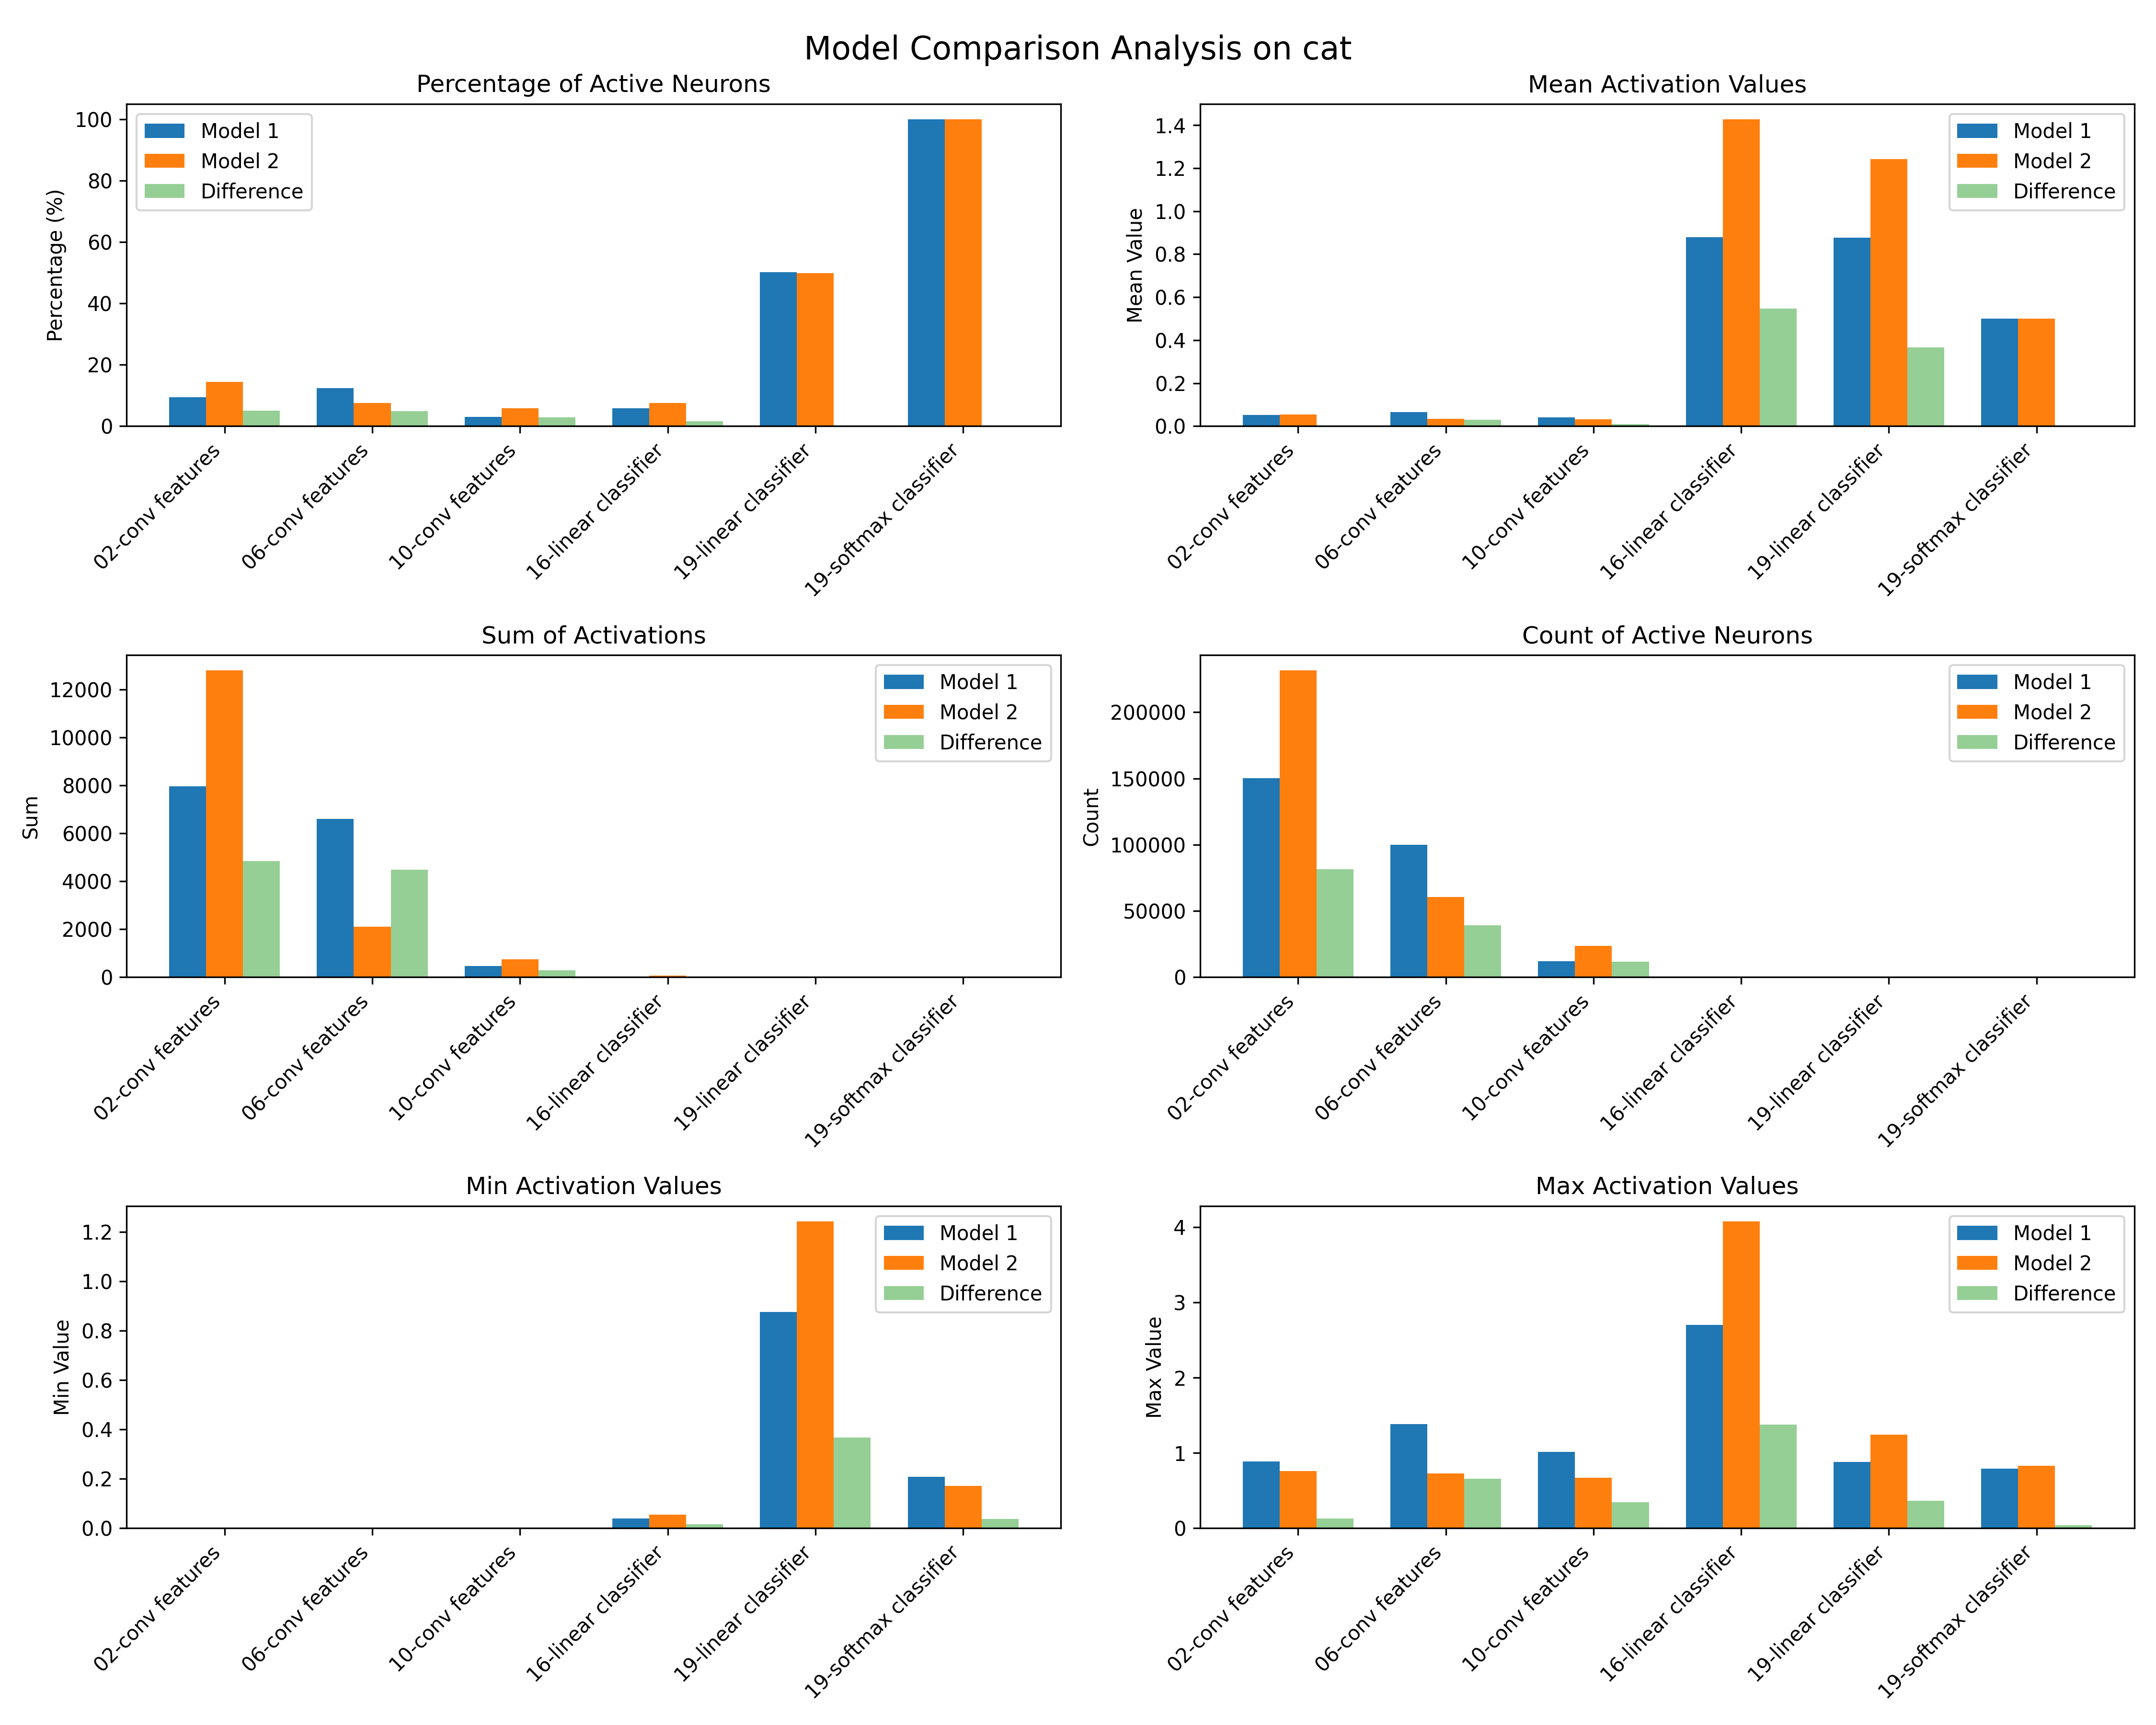 Model Comparison Analysis on cat
Percentage of Active Neurons
Percentage (%)
100
80
60
40
20
0
Model 1
Model 2
Difference
02-conv features
06-conv features
10-conv features
16-linear classifier
19-linear classifier
19-softmax classifier
Mean Activation Values
Mean Value
1.4
1.2
1.0
0.8
0.6
0.4
0.2
0.0
Model 1
Model 2
Difference
02-conv features
06-conv features
10-conv features
16-linear classifier
19-linear classifier
19-softmax classifier
Sum of Activations
Sum
12000
10000
8000
6000
4000
2000
0
Model 1
Model 2
Difference
02-conv features
06-conv features
10-conv features
16-linear classifier
19-linear classifier
19-softmax classifier
Count of Active Neurons
Count
200000
150000
100000
50000
0
Model 1
Model 2
Difference
02-conv features
06-conv features
10-conv features
16-linear classifier
19-linear classifier
19-softmax classifier
Min Activation Values
Min Value
1.2
1.0
0.8
0.6
0.4
0.2
0.0
Model 1
Model 2
Difference
02-conv features
06-conv features
10-conv features
16-linear classifier
19-linear classifier
19-softmax classifier
Max Activation Values
Max Value
4
3
2
1
0
Model 1
Model 2
Difference
02-conv features
06-conv features
10-conv features
16-linear classifier
19-linear classifier
19-softmax classifier